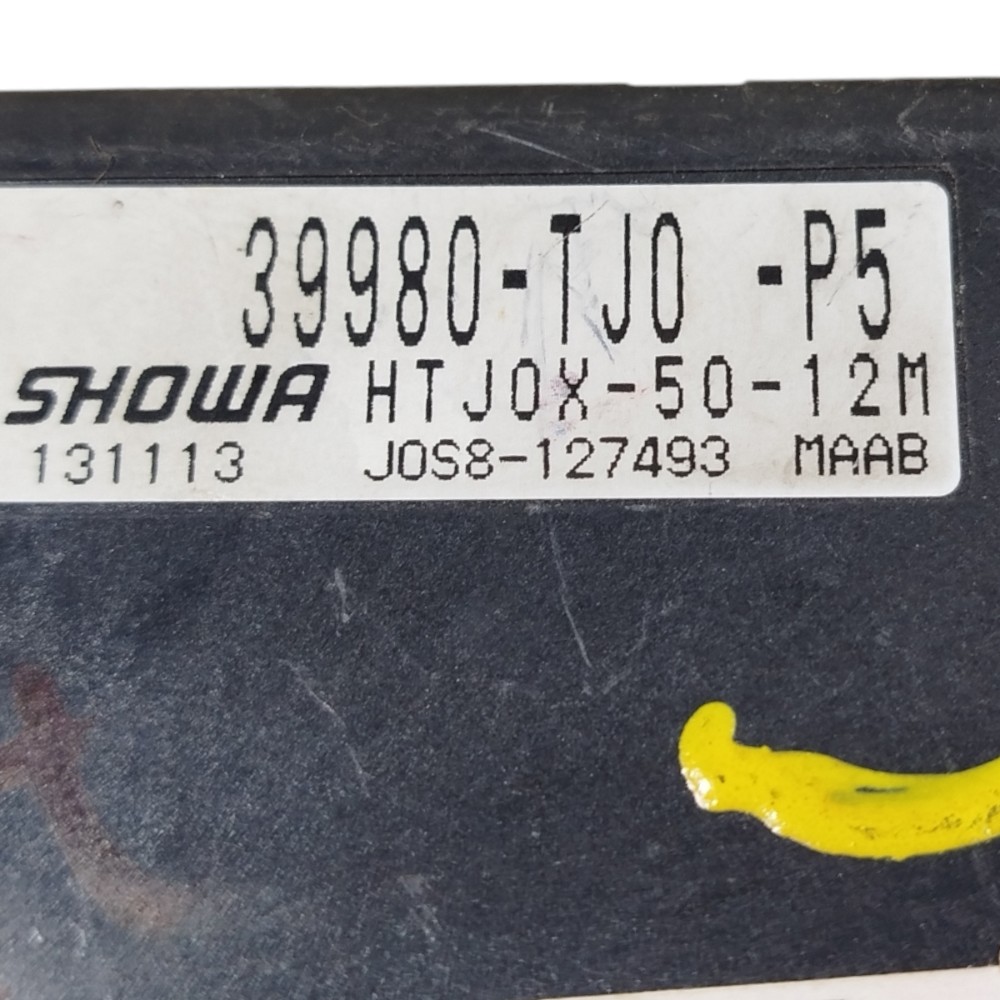 39980-TJ0 -P5
SHOWA HTJ0X-50-12M
131113 J0S8-127493 MAAB